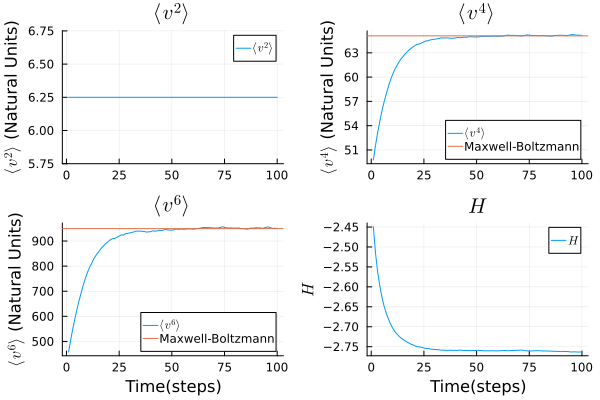 ⟨v²⟩
⟨v²⟩ (Natural Units)
6.75
6.50
6.25
6.00
5.75
0 25 50 75 100
⟨v²⟩
⟨v⁴⟩
⟨v⁴⟩ (Natural Units)
63
60
57
54
51
0 25 50 75 100
⟨v⁴⟩
Maxwell-Boltzmann
⟨v⁶⟩
⟨v⁶⟩ (Natural Units)
900
800
700
600
500
0 25 50 75 100
Time(steps)
⟨v⁶⟩
Maxwell-Boltzmann
H
H
−2.45
−2.50
−2.55
−2.60
−2.65
−2.70
−2.75
0 25 50 75 100
Time(steps)
H